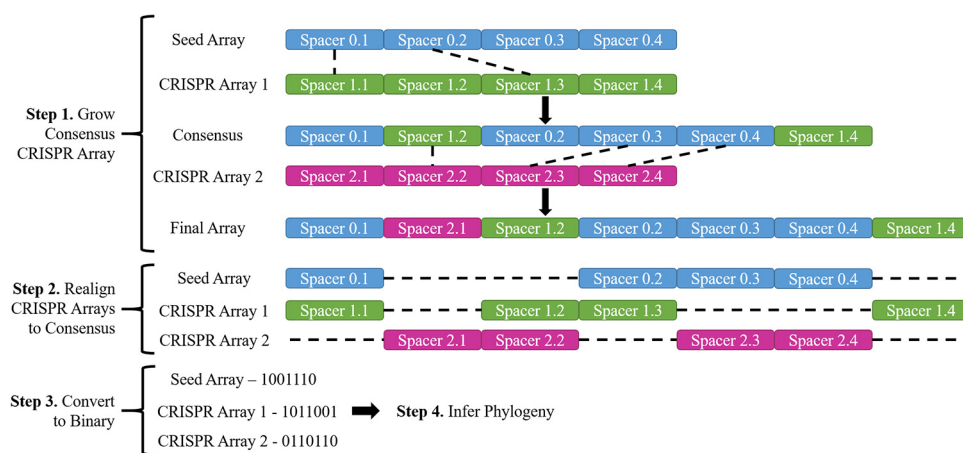 Step 1. Grow
Consensus
CRISPR Array
Seed Array
Spacer 0.1 Spacer 0.2 Spacer 0.3 Spacer 0.4
CRISPR Array 1
Spacer 1.1 Spacer 1.2 Spacer 1.3 Spacer 1.4
Consensus
Spacer 0.1 Spacer 1.2 Spacer 0.2 Spacer 0.3 Spacer 0.4 Spacer 1.4
CRISPR Array 2
Spacer 2.1 Spacer 2.2 Spacer 2.3 Spacer 2.4
Final Array
Spacer 0.1 Spacer 2.1 Spacer 1.2 Spacer 0.2 Spacer 0.3 Spacer 0.4 Spacer 1.4
Step 2. Realign
CRISPR Arrays
to Consensus
Seed Array
Spacer 0.1 Spacer 0.2 Spacer 0.3 Spacer 0.4
CRISPR Array 1
Spacer 1.1 Spacer 1.2 Spacer 1.3 Spacer 1.4
CRISPR Array 2
Spacer 2.1 Spacer 2.2 Spacer 2.3 Spacer 2.4
Step 3. Convert
to Binary
Seed Array – 1001110
CRISPR Array 1 - 1011001
CRISPR Array 2 - 0110110
Step 4. Infer Phylogeny